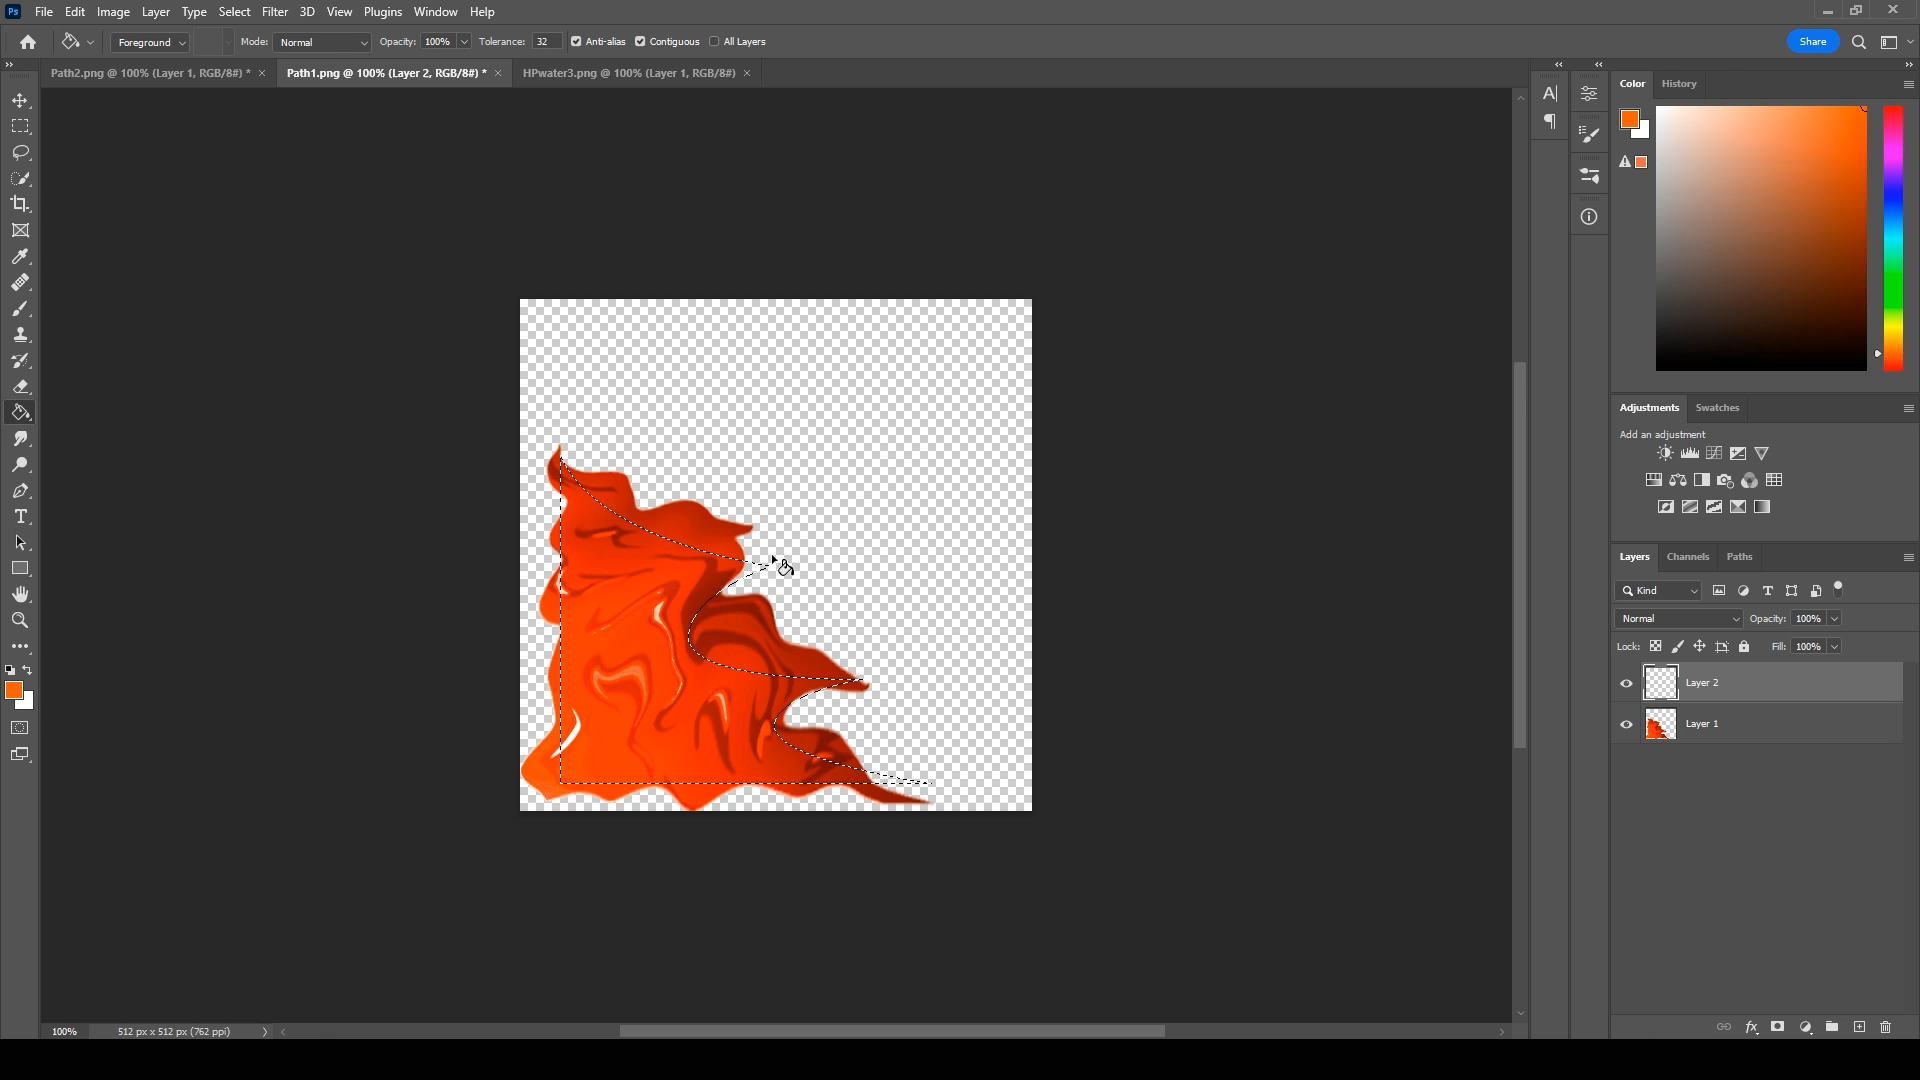 Ps File Edit Image Layer Type Select Filter 3D View Plugins Window Help
Foreground Mode: Normal Opacity: 100% Tolerance: 32 Anti-alias Contiguous All Layers Share
Path2.png @ 100% (Layer 1, RGB/8#) * Path1.png @ 100% (Layer 2, RGB/8#) * HPwater3.png @ 100% (Layer 1, RGB/8#)
Color History
Adjustments Swatches
Add an adjustment
Layers Channels Paths
Kind
Normal Opacity: 100%
Lock: Fill: 100%
Layer 2
Layer 1
100% 512 px x 512 px (762 ppi)